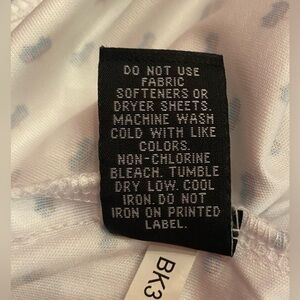 DO NOT USE
FABRIC
SOFTENERS OR
DRYER SHEETS.
MACHINE WASH
COLD WITH LIKE
COLORS.
NON-CHLORINE
BLEACH. TUMBLE
DRY LOW. COOL
IRON. DO NOT
IRON ON PRINTED
LABEL.
BK3